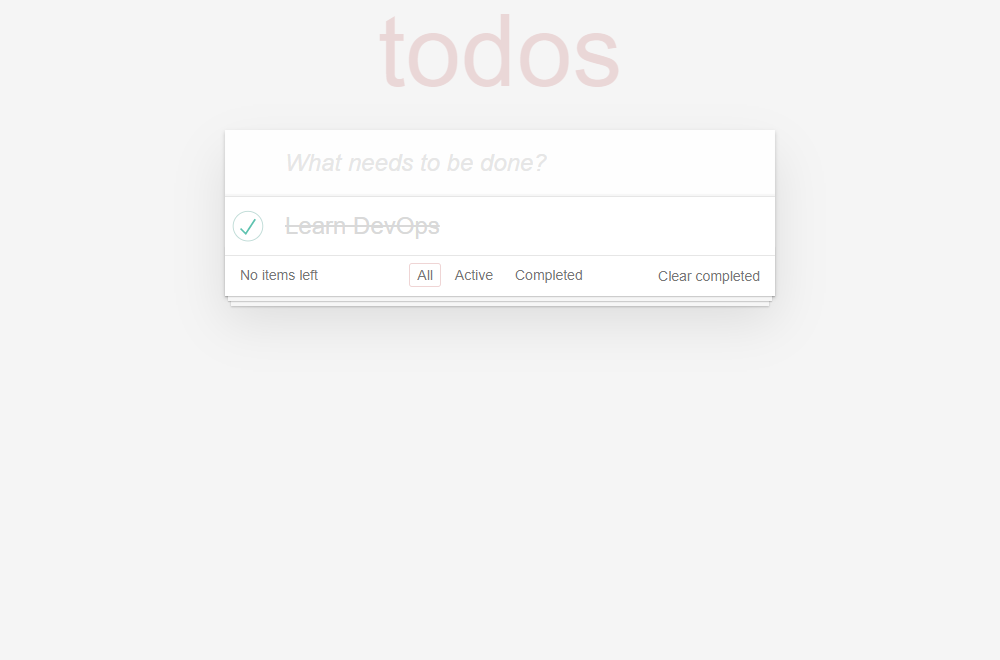 todos
What needs to be done?
Learn DevOps
No items left All Active Completed Clear completed